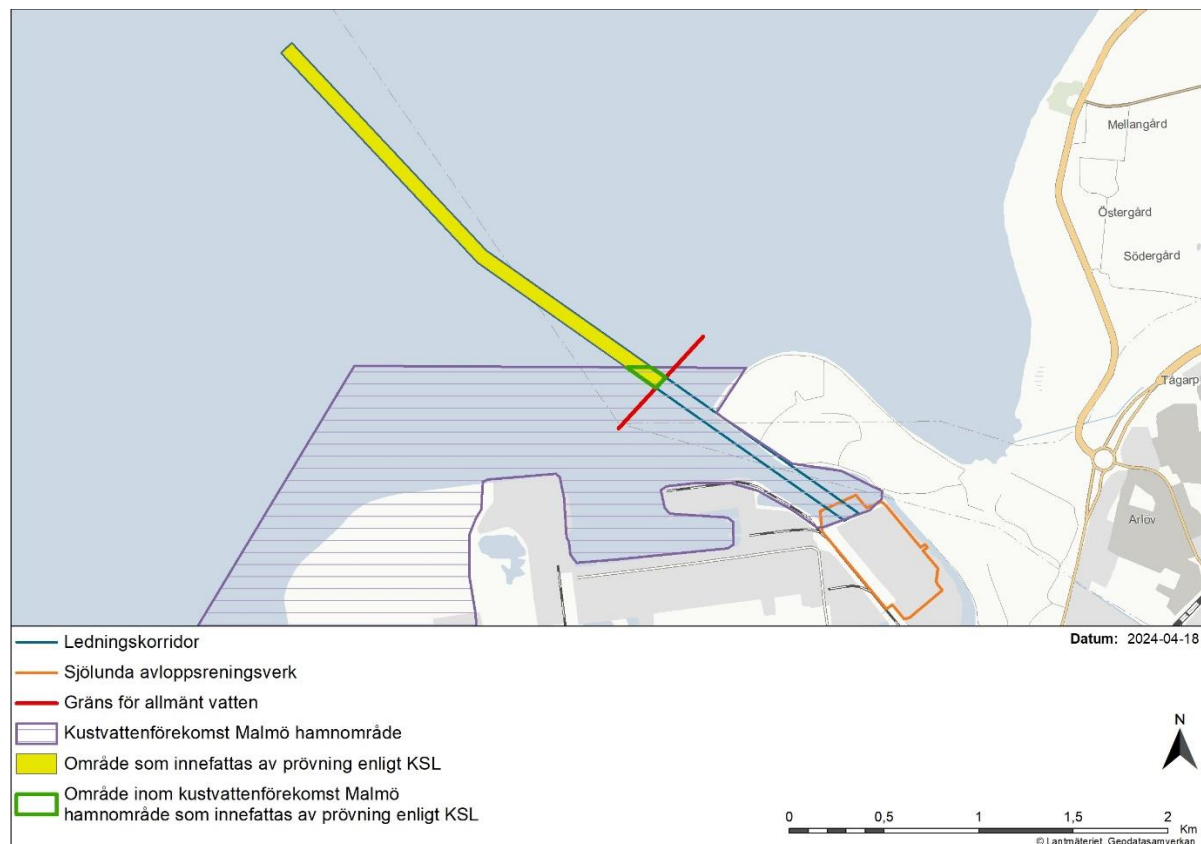 Mellangård
Östergård
Södergård
Tågarp
Arlöv
Datum: 2024-04-18
Ledningskorridor
Sjölunda avloppsreningsverk
Gräns för allmänt vatten
Kustvattenförekomst Malmö hamnområde
Område som innefattas av prövning enligt KSL
Område inom kustvattenförekomst Malmö
hamnområde som innefattas av prövning enligt KSL
N
0 0,5 1 1,5 2
Km
© Lantmäteriet, Geodatasamverkan